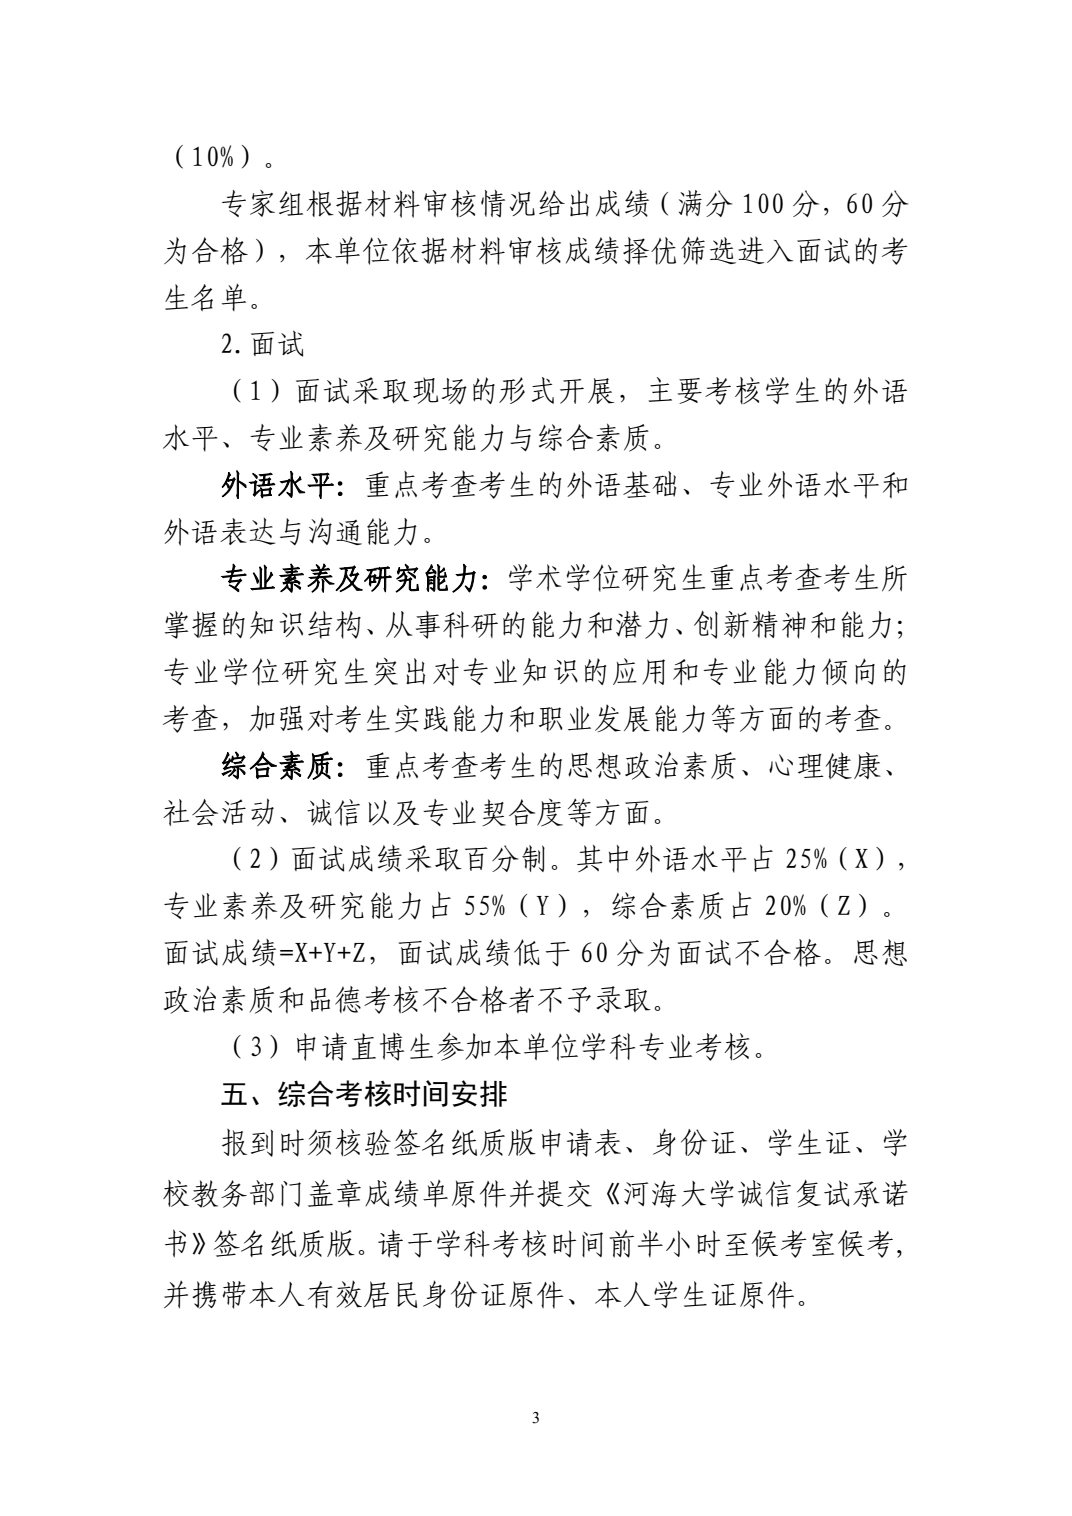 （10%）。
专家组根据材料审核情况给出成绩（满分 100 分，60 分
为合格），本单位依据材料审核成绩择优筛选进入面试的考
生名单。
2.面试
（1）面试采取现场的形式开展，主要考核学生的外语
水平、专业素养及研究能力与综合素质。
外语水平：重点考查考生的外语基础、专业外语水平和
外语表达与沟通能力。
专业素养及研究能力：学术学位研究生重点考查考生所
掌握的知识结构、从事科研的能力和潜力、创新精神和能力；
专业学位研究生突出对专业知识的应用和专业能力倾向的
考查，加强对考生实践能力和职业发展能力等方面的考查。
综合素质：重点考查考生的思想政治素质、心理健康、
社会活动、诚信以及专业契合度等方面。
（2）面试成绩采取百分制。其中外语水平占 25%（X），
专业素养及研究能力占 55%（Y），综合素质占 20%（Z）。
面试成绩=X+Y+Z，面试成绩低于 60 分为面试不合格。思想
政治素质和品德考核不合格者不予录取。
（3）申请直博生参加本单位学科专业考核。
五、综合考核时间安排
报到时须核验签名纸质版申请表、身份证、学生证、学
校教务部门盖章成绩单原件并提交《河海大学诚信复试承诺
书》签名纸质版。请于学科考核时间前半小时至候考室候考，
并携带本人有效居民身份证原件、本人学生证原件。
3